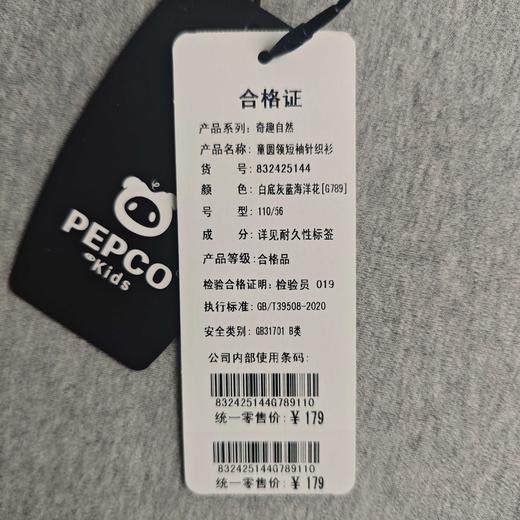 PEPCO
Kids
合格证
产品系列: 奇趣自然
产品名称: 童圆领短袖针织衫
货 号: 832425144
颜 色: 白底灰蓝海洋花[G789]
号 型: 110/56
成 分: 详见耐久性标签
产品等级: 合格品
检验合格证明: 检验员 019
执行标准: GB/T39508-2020
安全类别: GB31701 B类
公司内部使用条码:
832425144G789110
统一零售价: ¥ 179
832425144G789110
统一零售价: ¥ 179